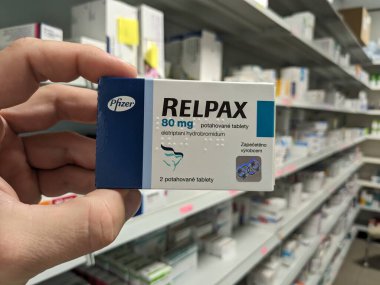 Pfizer
RELPAX
80 mg potahované tablety
eletriptani hydrobromidum
Zapečetěno
výrobcem
2 potahované tablety